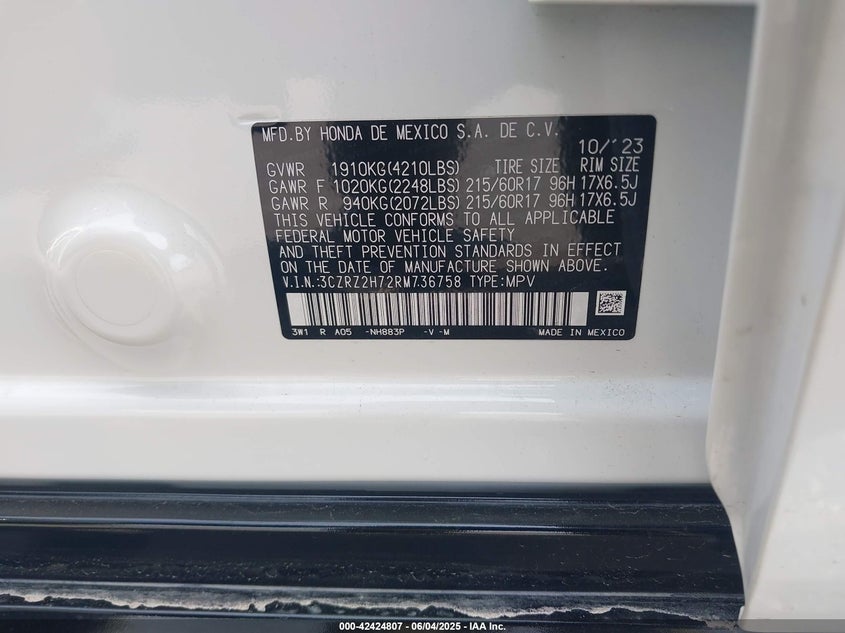 MFD.BY HONDA DE MEXICO S.A. DE C.V.
10/'23
GVWR 1910KG(4210LBS) TIRE SIZE RIM SIZE
GAWR F 1020KG(2248LBS) 215/60R17 96H 17X6.5J
GAWR R 940KG(2072LBS) 215/60R17 96H 17X6.5J
THIS VEHICLE CONFORMS TO ALL APPLICABLE
FEDERAL MOTOR VEHICLE SAFETY
AND THEFT PREVENTION STANDARDS IN EFFECT
ON THE DATE OF MANUFACTURE SHOWN ABOVE.
V.I.N.:3CZRZ2H72RM736758 TYPE:MPV
3W1 R A05 -NH883P -V -M MADE IN MEXICO
000-42424807 - 06/04/2025 - IAA Inc.